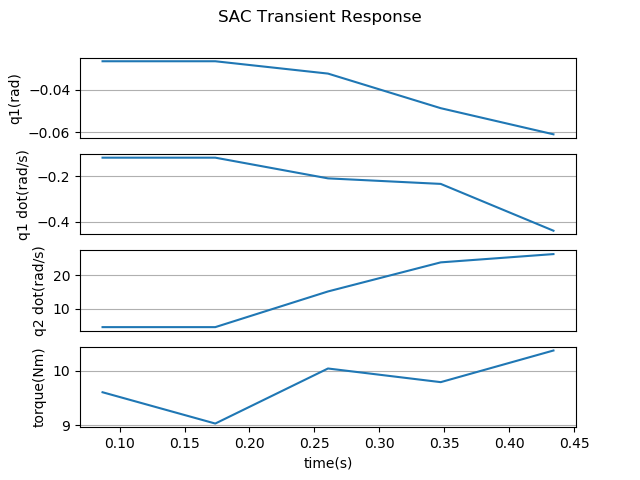 SAC Transient Response
q1(rad)
−0.04
−0.06
q1 dot(rad/s)
−0.2
−0.4
q2 dot(rad/s)
20
10
torque(Nm)
10
9
0.10 0.15 0.20 0.25 0.30 0.35 0.40 0.45
time(s)